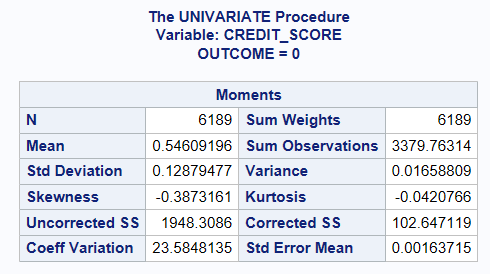 The UNIVARIATE Procedure
Variable: CREDIT_SCORE
OUTCOME = 0
Moments
N 6189 Sum Weights 6189
Mean 0.54609196 Sum Observations 3379.76314
Std Deviation 0.12879477 Variance 0.01658809
Skewness -0.3873161 Kurtosis -0.0420766
Uncorrected SS 1948.3086 Corrected SS 102.647119
Coeff Variation 23.5848135 Std Error Mean 0.00163715